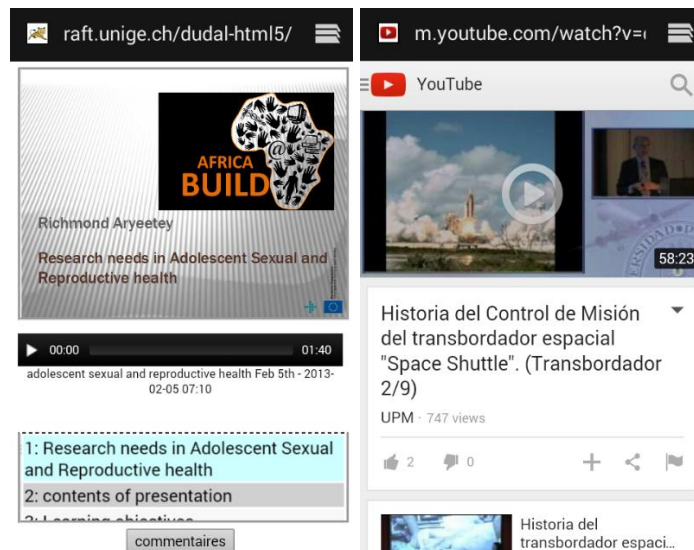 raft.unige.ch/dudal-html5/
AFRICA
BUILD
Richmond Aryeetey
Research needs in Adolescent Sexual and
Reproductive health
00:00
01:40
adolescent sexual and reproductive health Feb 5th - 2013-
02-05 07:10
1: Research needs in Adolescent Sexual
and Reproductive health
2: contents of presentation
3: Learning objectives
commentaires
m.youtube.com/watch?v=
YouTube
58:23
Historia del Control de Misión
del transbordador espacial
"Space Shuttle". (Transbordador
2/9)
UPM · 747 views
2
0
Historia del
transbordador espaci...